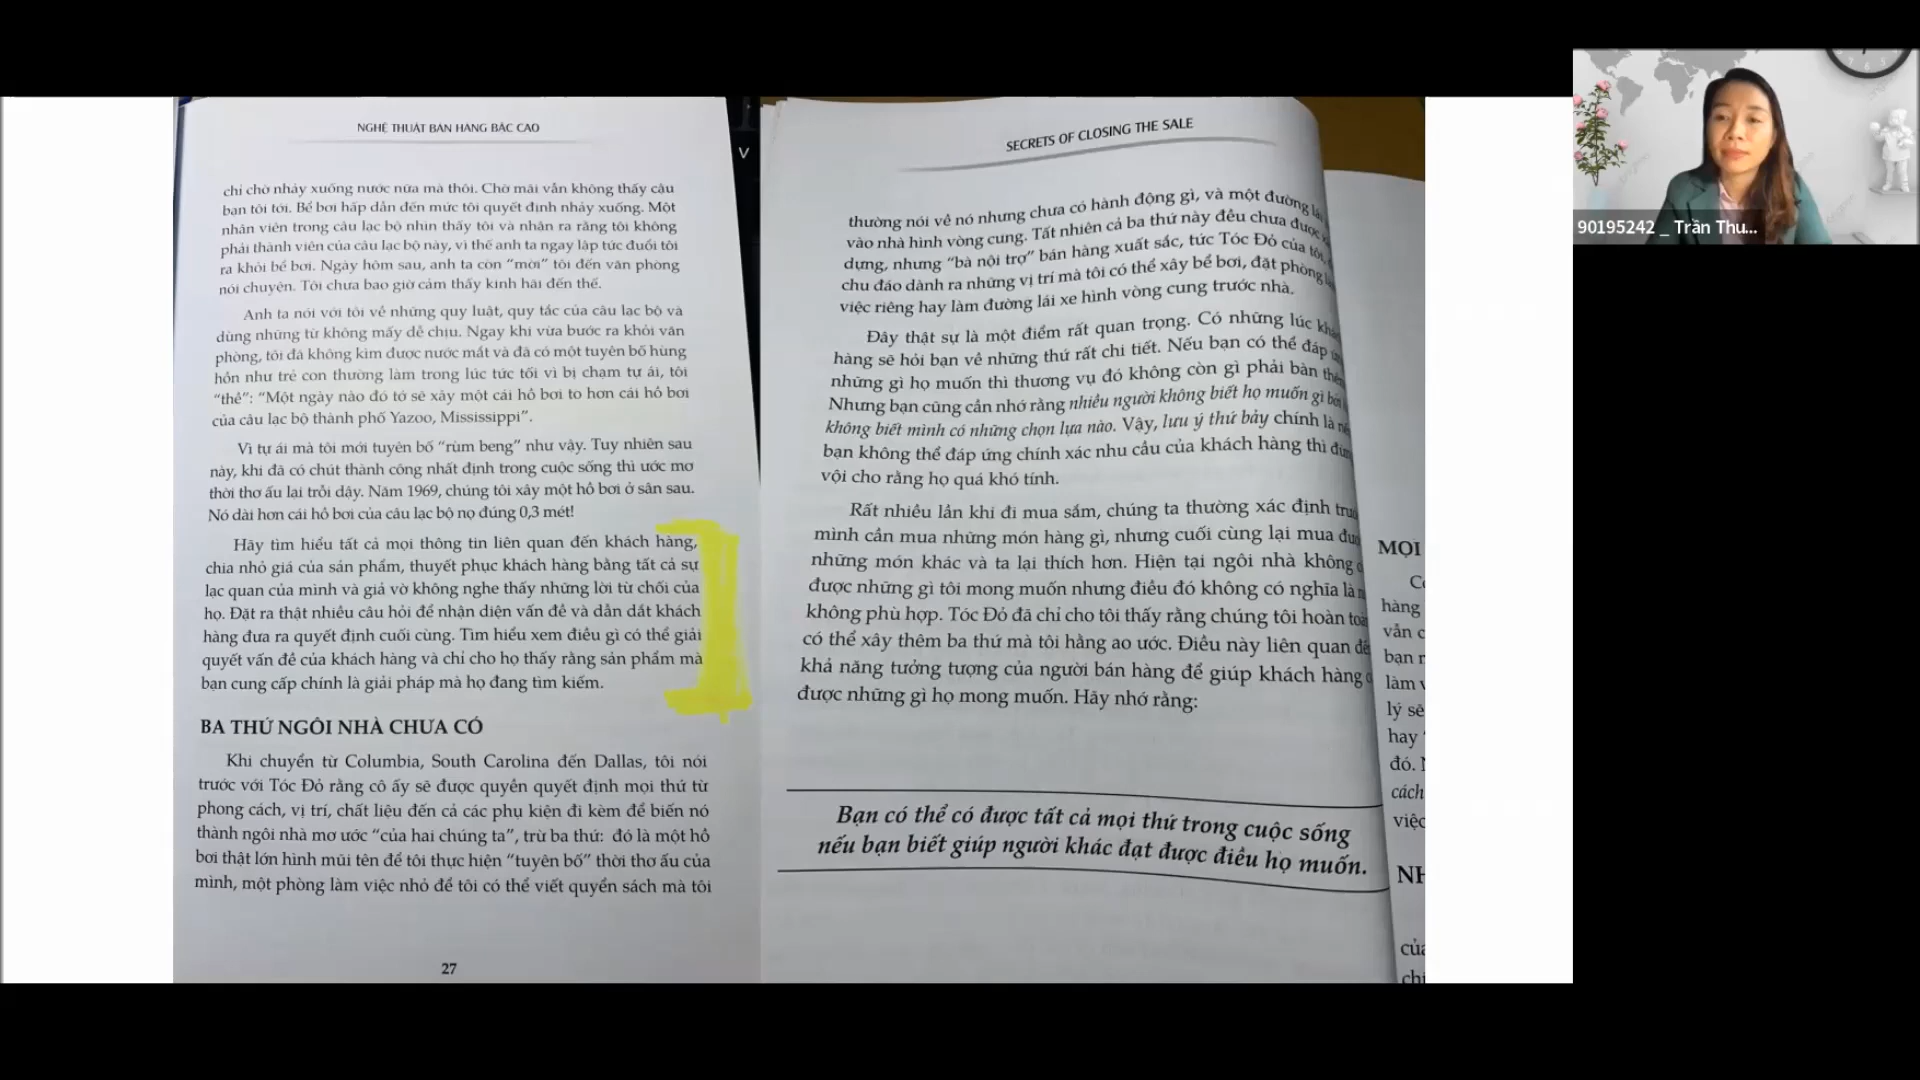 NGHỆ THUẬT BÁN HÀNG BẬC CAO
chỉ chờ nhảy xuống nước nữa mà thôi. Chờ mãi vẫn không thấy cậu
bạn tôi tới. Bể bơi hấp dẫn đến mức tôi quyết định nhảy xuống. Một
nhân viên trong câu lạc bộ nhìn thấy tôi và nhận ra rằng tôi không
phải thành viên của câu lạc bộ này, vì thế anh ta ngay lập tức đuổi tôi
ra khỏi bể bơi. Ngày hôm sau, anh ta còn “mời” tôi đến văn phòng
nói chuyện. Tôi chưa bao giờ cảm thấy kinh hãi đến thế.
Anh ta nói với tôi về những quy luật, quy tắc của câu lạc bộ và
dùng những từ không mấy dễ chịu. Ngay khi vừa bước ra khỏi văn
phòng, tôi đã không kìm được nước mắt và đã có một tuyên bố hùng
hồn như trẻ con thường làm trong lúc tức tối vì bị chạm tự ái, tôi
“thề”: “Một ngày nào đó tớ sẽ xây một cái hồ bơi to hơn cái hồ bơi
của câu lạc bộ thành phố Yazoo, Mississippi”.
Vì tự ái mà tôi mới tuyên bố “rùm beng” như vậy. Tuy nhiên sau
này, khi đã có chút thành công nhất định trong cuộc sống thì ước mơ
thời thơ ấu lại trỗi dậy. Năm 1969, chúng tôi xây một hồ bơi ở sân sau.
Nó dài hơn cái hồ bơi của câu lạc bộ nọ đúng 0,3 mét!
Hãy tìm hiểu tất cả mọi thông tin liên quan đến khách hàng,
chia nhỏ giá của sản phẩm, thuyết phục khách hàng bằng tất cả sự
lạc quan của mình và giả vờ không nghe thấy những lời từ chối của
họ. Đặt ra thật nhiều câu hỏi để nhận diện vấn đề và dẫn dắt khách
hàng đưa ra quyết định cuối cùng. Tìm hiểu xem điều gì có thể giải
quyết vấn đề của khách hàng và chỉ cho họ thấy rằng sản phẩm mà
bạn cung cấp chính là giải pháp mà họ đang tìm kiếm.
BA THỨ NGÔI NHÀ CHƯA CÓ
Khi chuyển từ Columbia, South Carolina đến Dallas, tôi nói
trước với Tóc Đỏ rằng cô ấy sẽ được quyền quyết định mọi thứ từ
phong cách, vị trí, chất liệu đến cả các phụ kiện đi kèm để biến nó
thành ngôi nhà mơ ước “của hai chúng ta”, trừ ba thứ: đó là một hồ
bơi thật lớn hình mũi tên để tôi thực hiện “tuyên bố” thời thơ ấu của
mình, một phòng làm việc nhỏ để tôi có thể viết quyển sách mà tôi
27
SECRETS OF CLOSING THE SALE
thường nói về nó nhưng chưa có hành động gì, và một đường
vào nhà hình vòng cung. Tất nhiên cả ba thứ này đều chưa được
dựng, nhưng “bà nội trợ” bán hàng xuất sắc, tức Tóc Đỏ của tôi,
chu đáo dành ra những vị trí mà tôi có thể xây bể bơi, đặt phòng
việc riêng hay làm đường lái xe hình vòng cung trước nhà.
Đây thật sự là một điểm rất quan trọng. Có những lúc
hàng sẽ hỏi bạn về những thứ rất chi tiết. Nếu bạn có thể đáp
những gì họ muốn thì thương vụ đó không còn gì phải bàn
Nhưng bạn cũng cần nhớ rằng nhiều người không biết họ muốn gì bởi
không biết mình có những chọn lựa nào. Vậy, lưu ý thứ bảy chính là
bạn không thể đáp ứng chính xác nhu cầu của khách hàng thì
vội cho rằng họ quá khó tính.
Rất nhiều lần khi đi mua sắm, chúng ta thường xác định
mình cần mua những món hàng gì, nhưng cuối cùng lại mua
những món khác và ta lại thích hơn. Hiện tại ngôi nhà không
được những gì tôi mong muốn nhưng điều đó không có nghĩa là
không phù hợp. Tóc Đỏ đã chỉ cho tôi thấy rằng chúng tôi hoàn
có thể xây thêm ba thứ mà tôi hằng ao ước. Điều này liên quan
khả năng tưởng tượng của người bán hàng để giúp khách hàng
được những gì họ mong muốn. Hãy nhớ rằng:
Bạn có thể có được tất cả mọi thứ trong cuộc sống
nếu bạn biết giúp người khác đạt được điều họ muốn.
MỌI
hàng
vẫn
bạn
làm
lý sẽ
hay
đó.
cách
việc
của
90195242 _ Trần Thu...